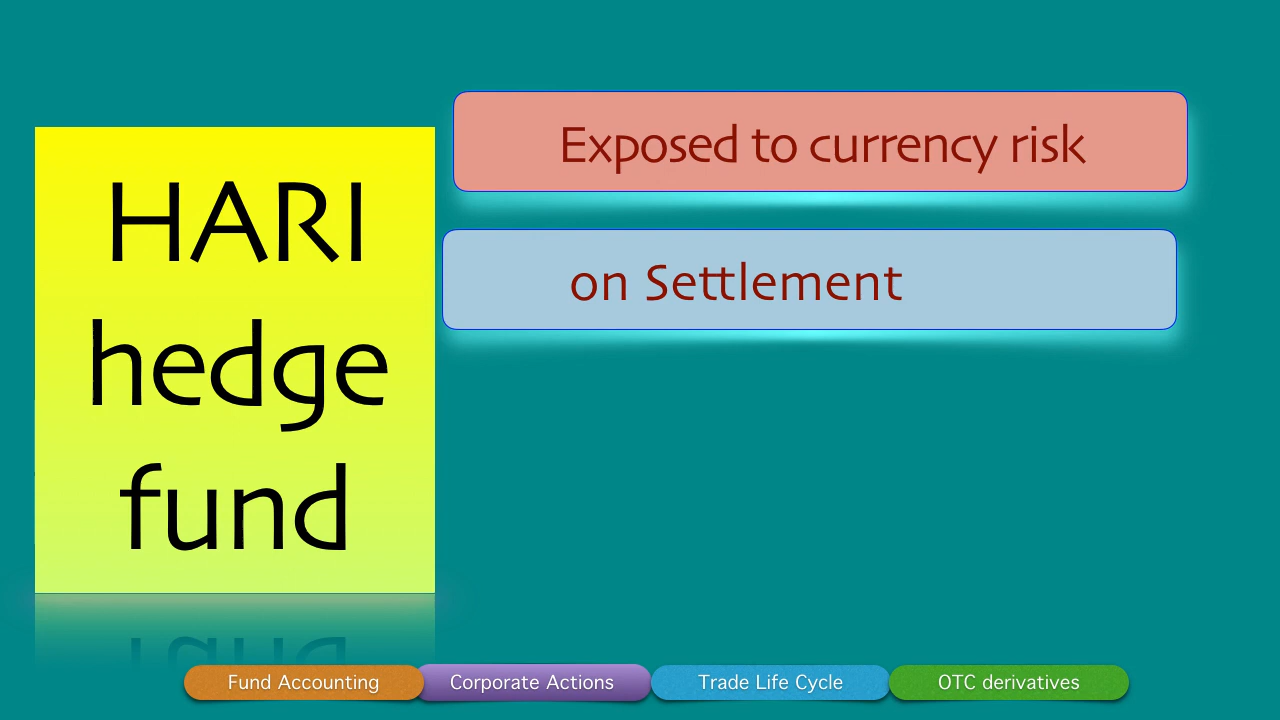 HARI
hedge
fund
Exposed to currency risk
on Settlement
Fund Accounting
Corporate Actions
Trade Life Cycle
OTC derivatives